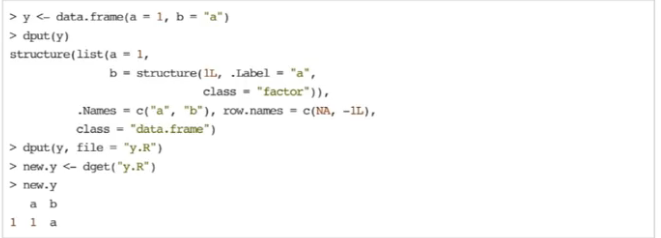 > y <- data.frame(a = 1, b = "a")
> dput(y)
structure(list(a = 1,
               b = structure(1L, .Label = "a",
                             class = "factor")),
          .Names = c("a", "b"), row.names = c(NA, -1L),
          class = "data.frame")
> dput(y, file = "y.R")
> new.y <- dget("y.R")
> new.y
  a b
1 1 a